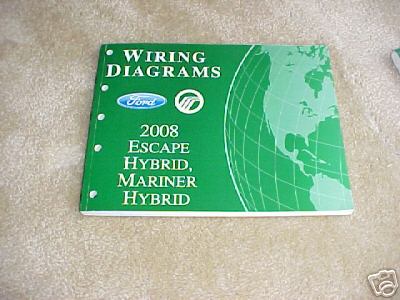 WIRING
DIAGRAMS
Ford
2008
ESCAPE
HYBRID,
MARINER
HYBRID